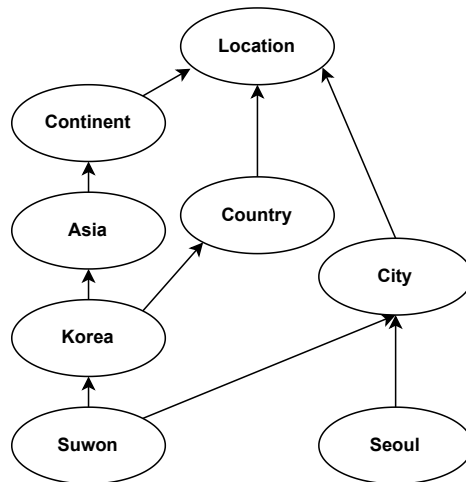 Location
Continent
Country
Asia
City
Korea
Suwon
Seoul